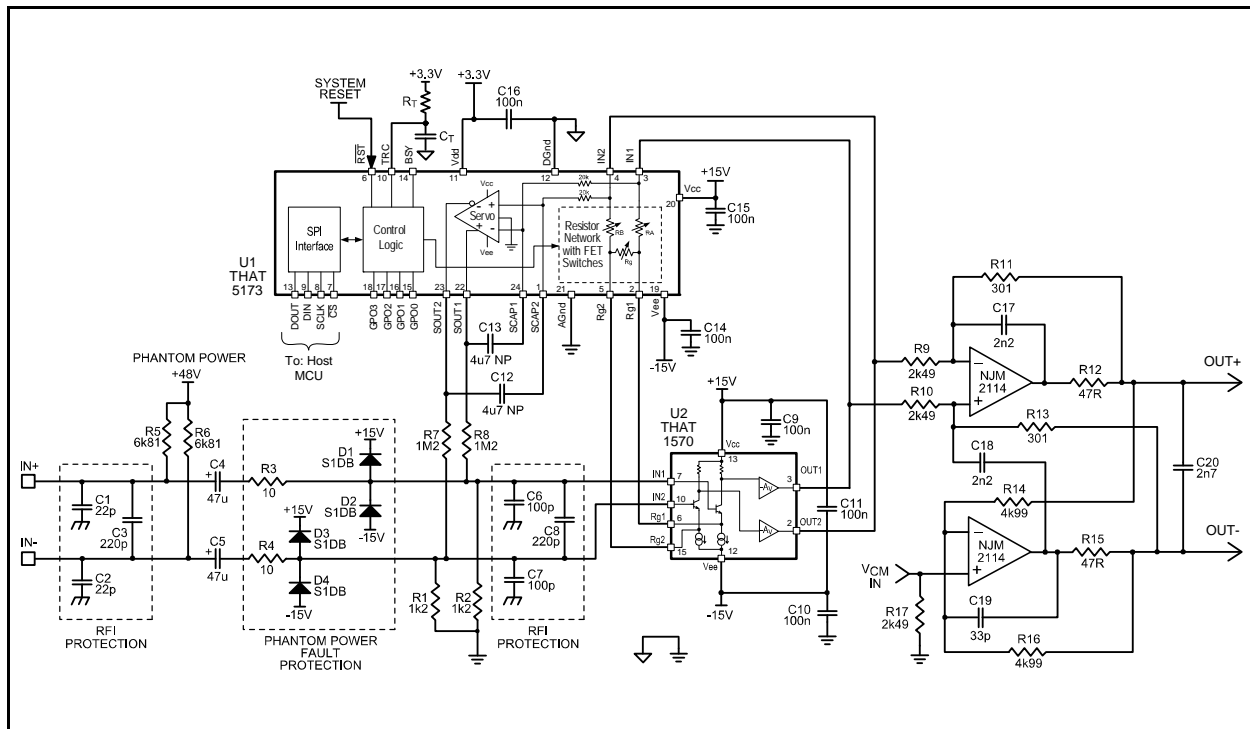 SYSTEM
RESET
+3.3V
RT
CT
+3.3V
C16
100n
RST
TRC
BSY
Vdd
DGnd
IN2
IN1
6
10
14
11
12
4
3
Vcc
20
+15V
C15
100n
SPI
Interface
Control
Logic
Vcc
Servo
Vee
- + + -
20k
20k
RB
RA
Rg
Resistor
Network
with FET
Switches
U1
THAT
5173
13
9
8
7
18
17
16
15
23
22
24
1
21
5
2
19
DOUT
DIN
SCLK
CS
GPO3
GPO2
GPO1
GPO0
SOUT2
SOUT1
SCAP1
SCAP2
AGnd
Rg2
Rg1
Vee
To: Host
MCU
C13
4u7 NP
C12
4u7 NP
C14
100n
-15V
PHANTOM POWER
+48V
R5
6k81
R6
6k81
R7
1M2
R8
1M2
IN+
IN-
C1
22p
C2
22p
C3
220p
RFI
PROTECTION
+
C4
47u
+
C5
47u
R3
10
R4
10
+15V
D1
S1DB
D2
S1DB
-15V
+15V
D3
S1DB
D4
S1DB
-15V
PHANTOM POWER
FAULT
PROTECTION
R1
1k2
R2
1k2
C6
100p
C7
100p
C8
220p
RFI
PROTECTION
+15V
C9
100n
U2
THAT
1570
Vcc
13
IN1
7
IN2
10
Rg1
6
Rg2
15
-Av
-Av
OUT1
3
OUT2
2
12
Vee
-15V
C11
100n
C10
100n
R9
2k49
R10
2k49
R11
301
C17
2n2
-
+
NJM
2114
R12
47R
R13
301
C18
2n2
R14
4k99
C20
2n7
OUT+
OUT-
VCM
IN
R17
2k49
-
+
NJM
2114
R15
47R
C19
33p
R16
4k99